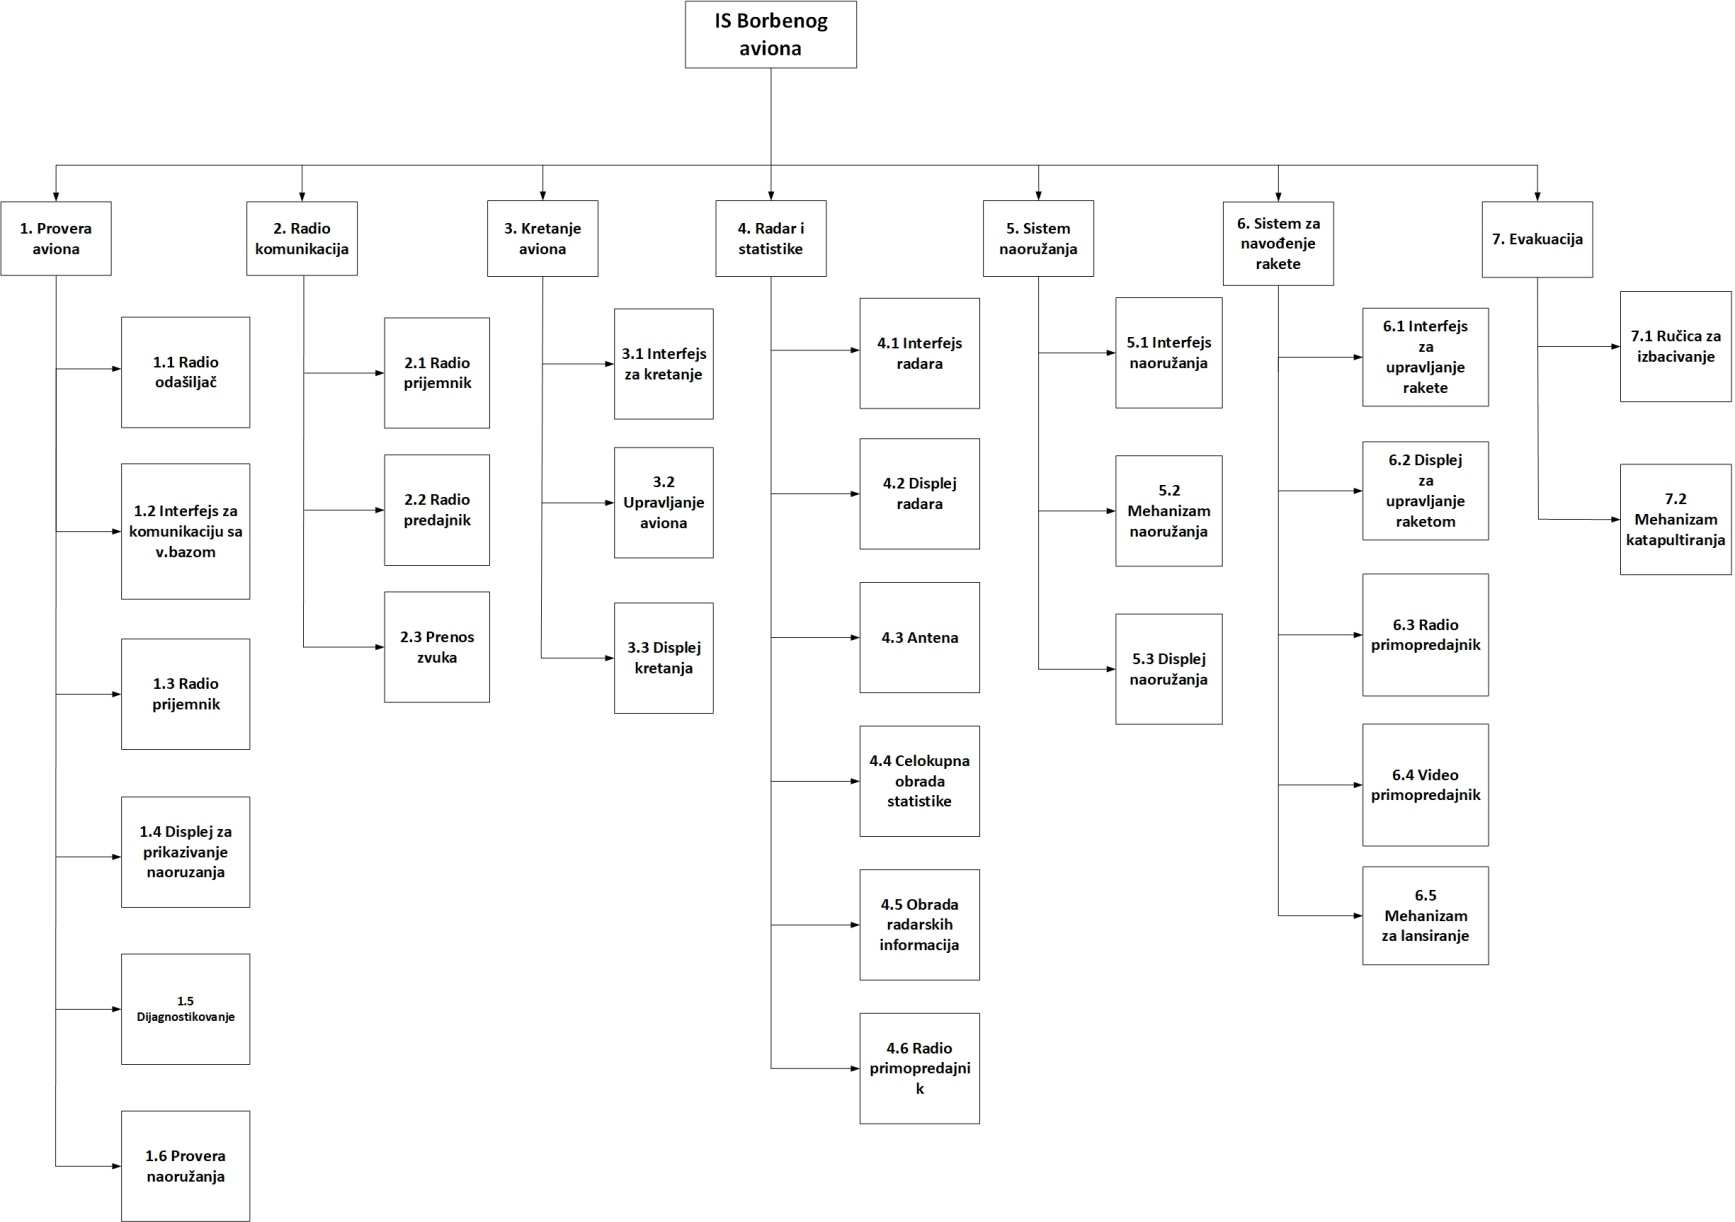 IS Borbenog
aviona
1. Provera
aviona
2. Radio
komunikacija
3. Kretanje
aviona
4. Radar i
statistike
5. Sistem
naoružanja
6. Sistem za
navođenje
rakete
7. Evakuacija
1.1 Radio
odašiljač
1.2 Interfejs za
komunikaciju sa
v.bazom
1.3 Radio
prijemnik
1.4 Displej za
prikazivanje
naoruzanja
1.5
Dijagnostikovanje
1.6 Provera
naoružanja
2.1 Radio
prijemnik
2.2 Radio
predajnik
2.3 Prenos
zvuka
3.1 Interfejs
za kretanje
3.2
Upravljanje
aviona
3.3 Displej
kretanja
4.1 Interfejs
radara
4.2 Displej
radara
4.3 Antena
4.4 Celokupna
obrada
statistike
4.5 Obrada
radarskih
informacija
4.6 Radio
primopredajni
k
5.1 Interfejs
naoružanja
5.2
Mehanizam
naoružanja
5.3 Displej
naoružanja
6.1 Interfejs
za
upravljanje
rakete
6.2 Displej
za
upravljanje
raketom
6.3 Radio
primopredajnik
6.4 Video
primopredajnik
6.5
Mehanizam
za lansiranje
7.1 Ručica za
izbacivanje
7.2
Mehanizam
katapultiranja